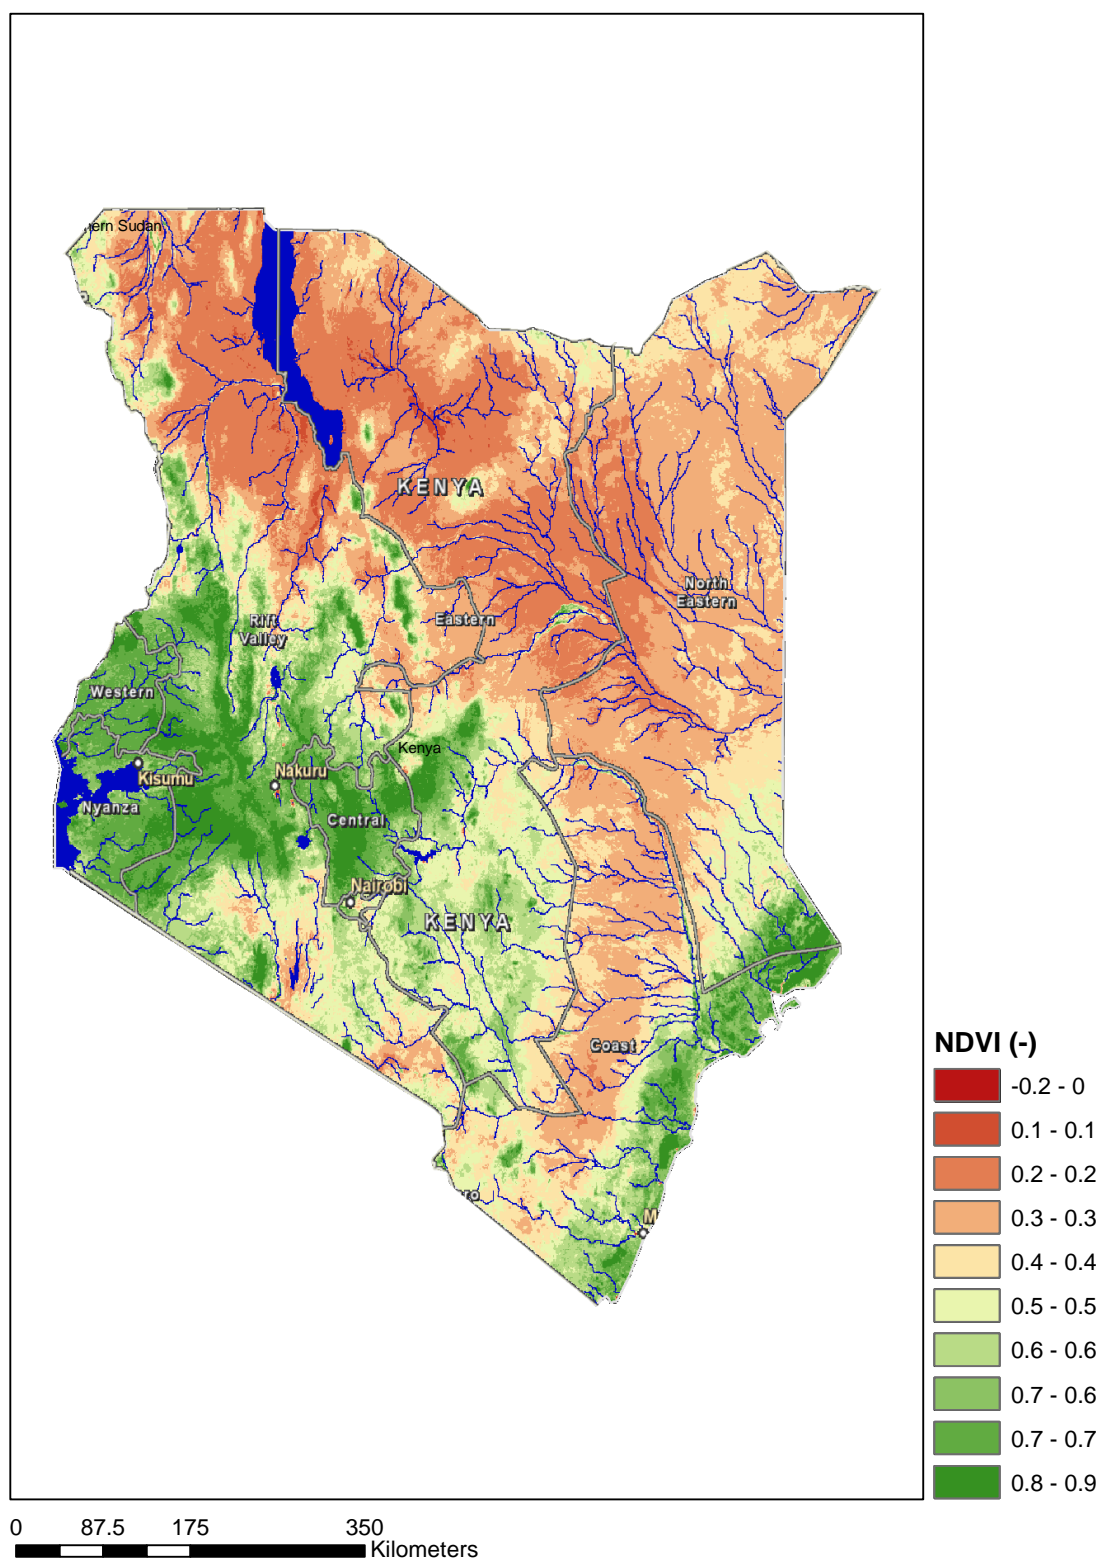 ern Sudan
KENYA
North
Eastern
Rift
Valley
Eastern
Western
Kenya
Kisumu
Nakuru
Nyanza
Central
Nairobi
KENYA
Coast
ro
M
NDVI (-)
-0.2 - 0
0.1 - 0.1
0.2 - 0.2
0.3 - 0.3
0.4 - 0.4
0.5 - 0.5
0.6 - 0.6
0.7 - 0.6
0.7 - 0.7
0.8 - 0.9
0 87.5 175 350
Kilometers